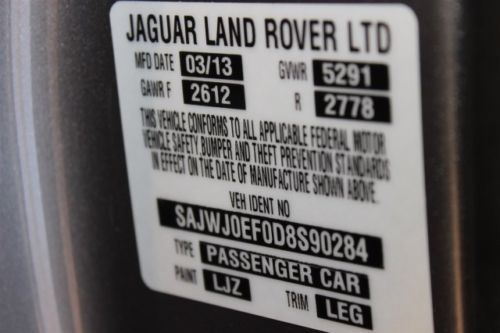 JAGUAR LAND ROVER LTD
MFD DATE 03/13 GVWR 5291
GAWR F 2612 R 2778
THIS VEHICLE CONFORMS TO ALL APPLICABLE FEDERAL MOTOR
VEHICLE SAFETY BUMPER AND THEFT PREVENTION STANDARDS
IN EFFECT ON THE DATE OF MANUFACTURE SHOWN ABOVE.
VEH IDENT NO
SAJWJ0EF0D8S90284
TYPE PASSENGER CAR
PAINT LJZ TRIM LEG